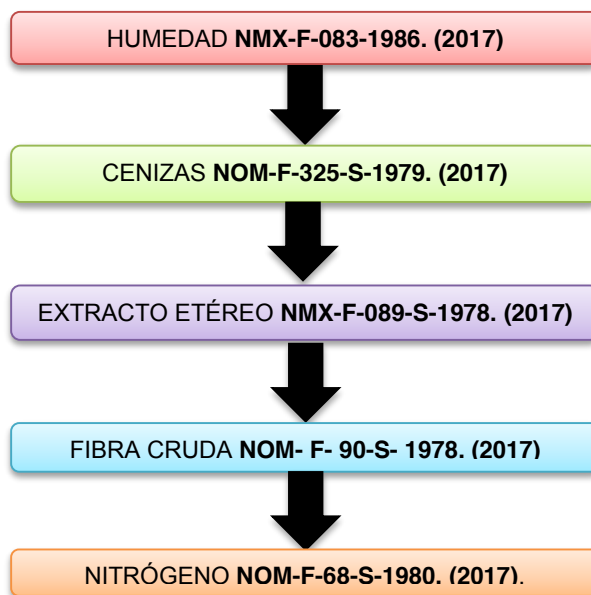 HUMEDAD NMX-F-083-1986. (2017)
CENIZAS NOM-F-325-S-1979. (2017)
EXTRACTO ETÉREO NMX-F-089-S-1978. (2017)
FIBRA CRUDA NOM- F- 90-S- 1978. (2017)
NITRÓGENO NOM-F-68-S-1980. (2017).